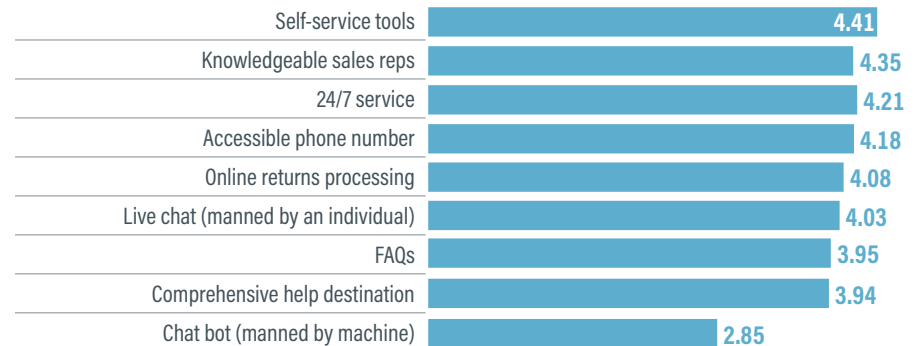 Self-service tools 4.41
Knowledgeable sales reps 4.35
24/7 service 4.21
Accessible phone number 4.18
Online returns processing 4.08
Live chat (manned by an individual) 4.03
FAQs 3.95
Comprehensive help destination 3.94
Chat bot (manned by machine) 2.85